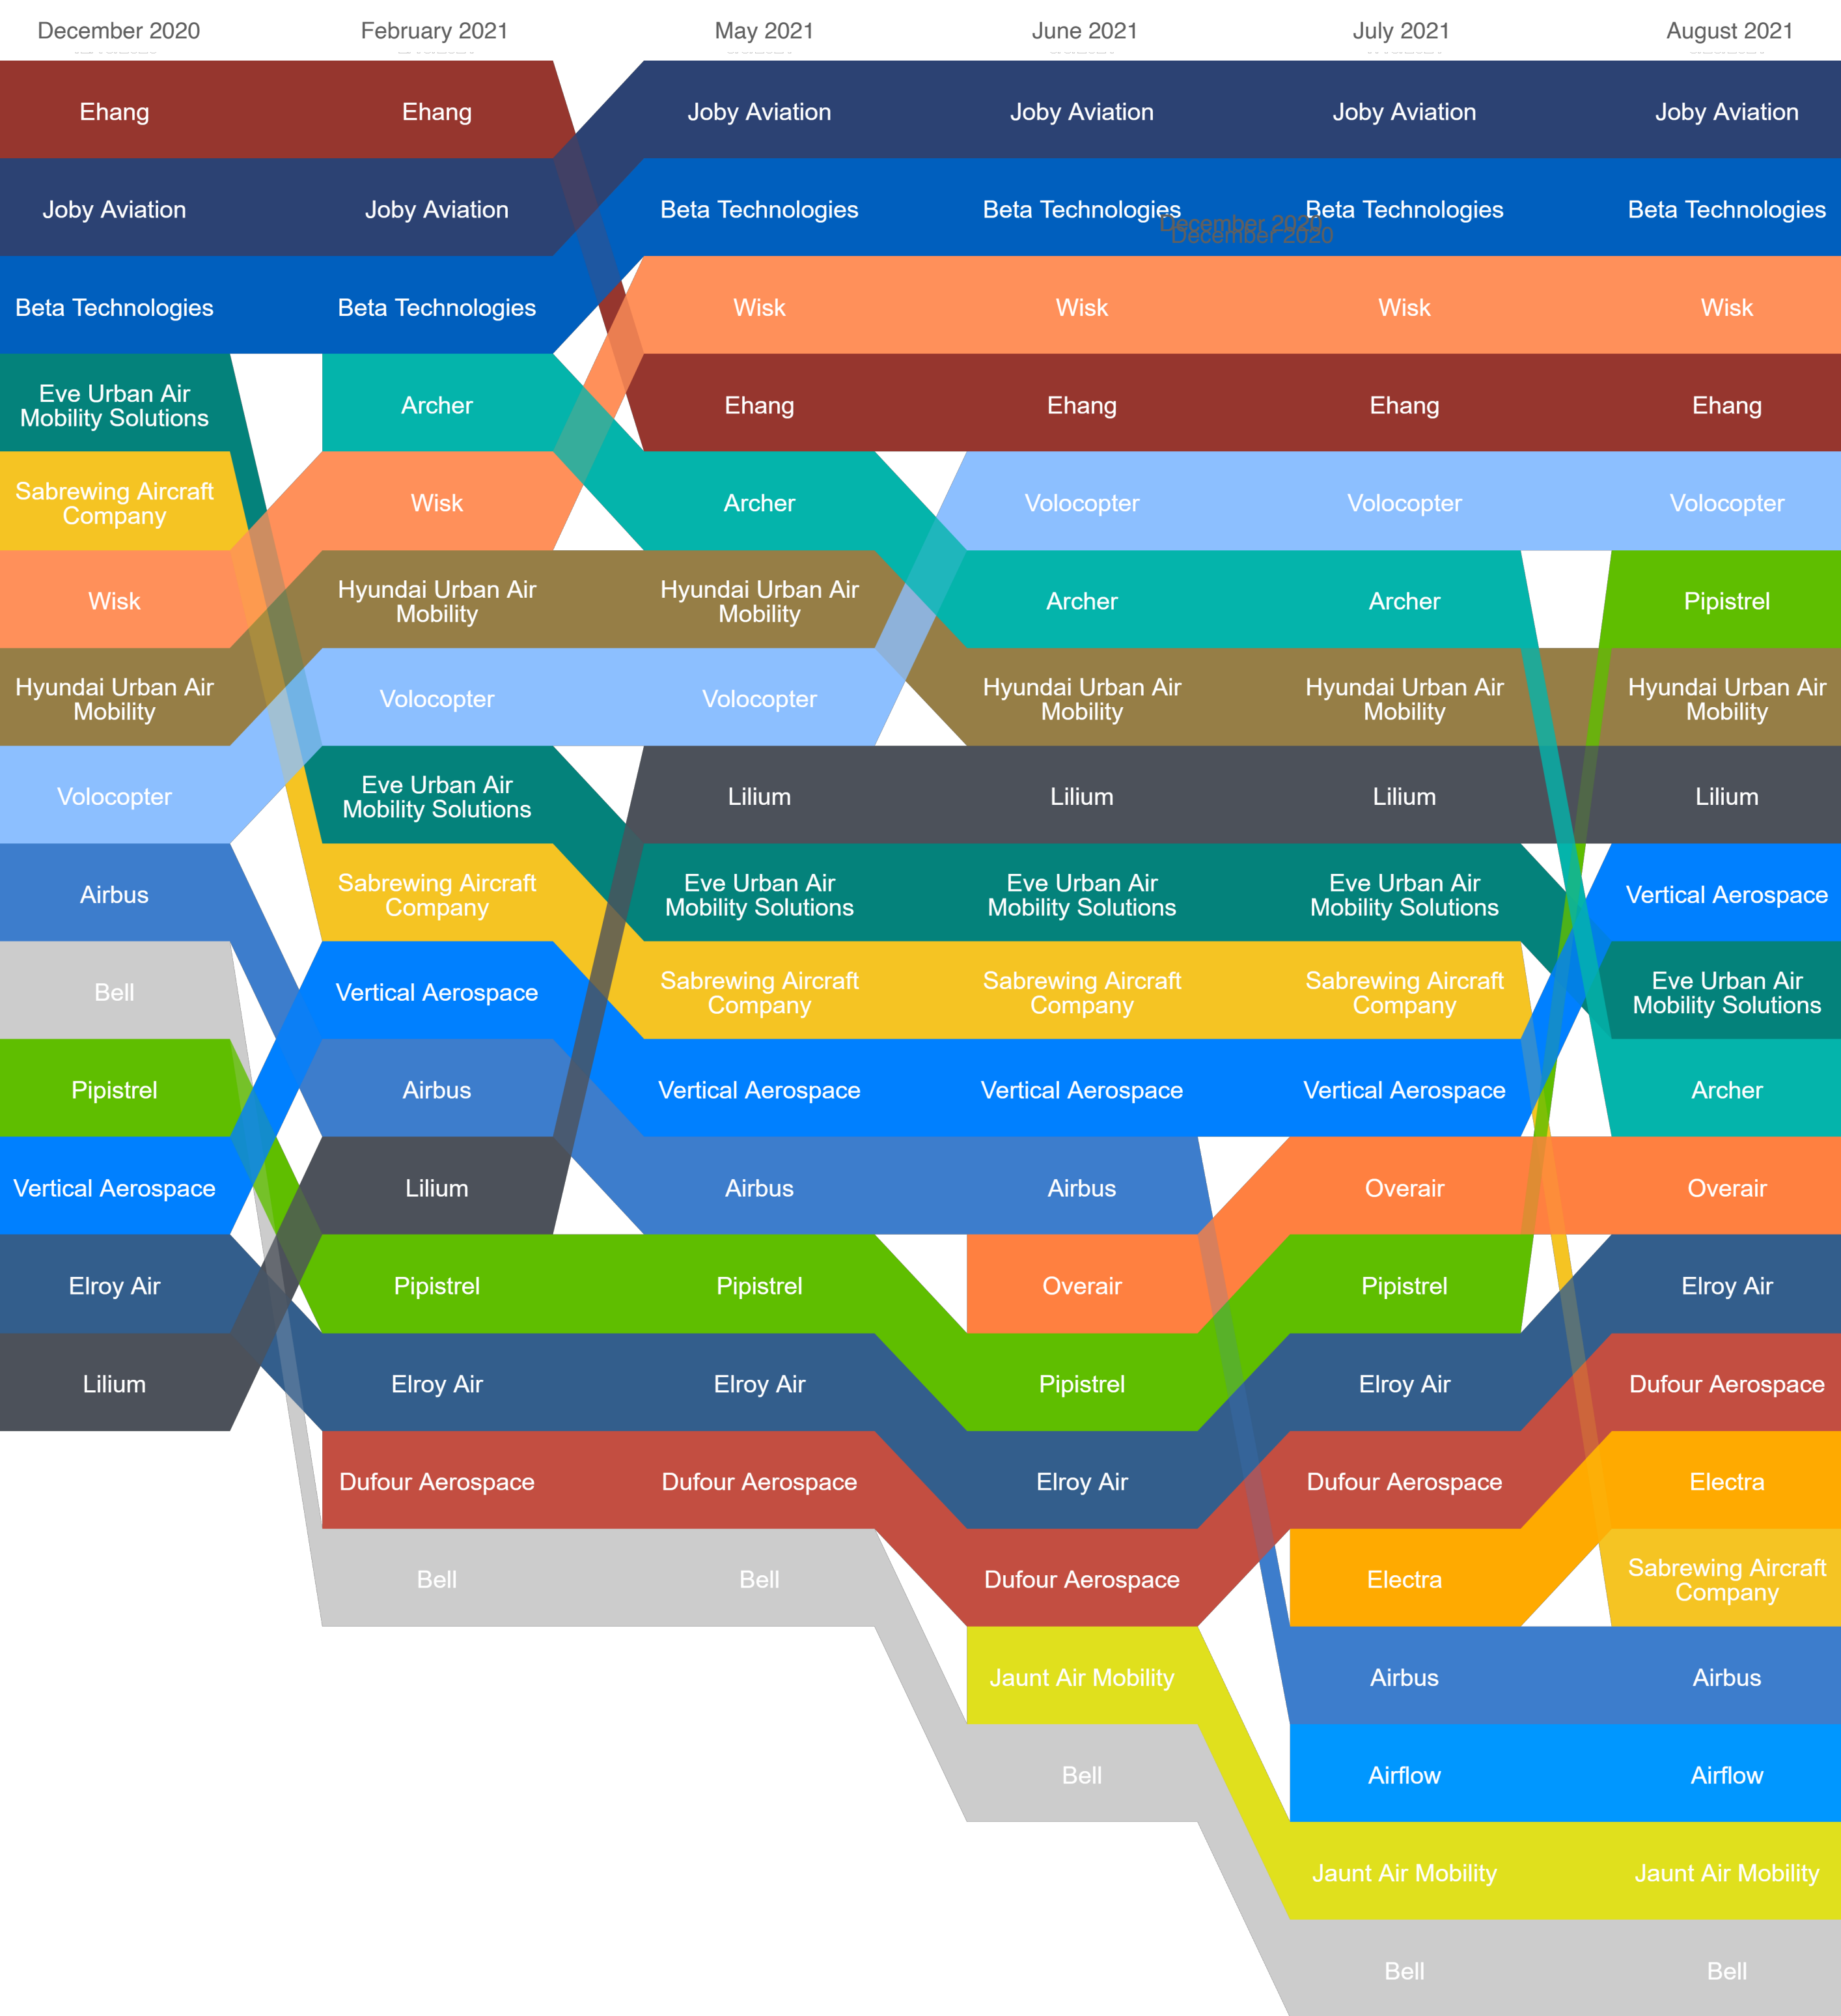 December 2020
February 2021
May 2021
June 2021
July 2021
August 2021
Ehang
Ehang
Joby Aviation
Joby Aviation
Joby Aviation
Joby Aviation
Joby Aviation
Joby Aviation
Beta Technologies
Beta Technologies
Beta Technologies
Beta Technologies
December 2020
December 2020
Beta Technologies
Beta Technologies
Wisk
Wisk
Wisk
Wisk
Eve Urban Air
Mobility Solutions
Archer
Ehang
Ehang
Ehang
Ehang
Sabrewing Aircraft
Company
Wisk
Archer
Volocopter
Volocopter
Volocopter
Wisk
Hyundai Urban Air
Mobility
Hyundai Urban Air
Mobility
Archer
Archer
Pipistrel
Hyundai Urban Air
Mobility
Volocopter
Volocopter
Hyundai Urban Air
Mobility
Hyundai Urban Air
Mobility
Hyundai Urban Air
Mobility
Volocopter
Eve Urban Air
Mobility Solutions
Lilium
Lilium
Lilium
Lilium
Airbus
Sabrewing Aircraft
Company
Eve Urban Air
Mobility Solutions
Eve Urban Air
Mobility Solutions
Eve Urban Air
Mobility Solutions
Vertical Aerospace
Bell
Vertical Aerospace
Sabrewing Aircraft
Company
Sabrewing Aircraft
Company
Sabrewing Aircraft
Company
Eve Urban Air
Mobility Solutions
Pipistrel
Airbus
Vertical Aerospace
Vertical Aerospace
Vertical Aerospace
Archer
Vertical Aerospace
Lilium
Airbus
Airbus
Overair
Overair
Elroy Air
Pipistrel
Pipistrel
Overair
Pipistrel
Elroy Air
Lilium
Elroy Air
Elroy Air
Pipistrel
Elroy Air
Dufour Aerospace
Dufour Aerospace
Dufour Aerospace
Elroy Air
Dufour Aerospace
Electra
Bell
Bell
Dufour Aerospace
Electra
Sabrewing Aircraft
Company
Jaunt Air Mobility
Airbus
Airbus
Bell
Airflow
Airflow
Jaunt Air Mobility
Jaunt Air Mobility
Bell
Bell